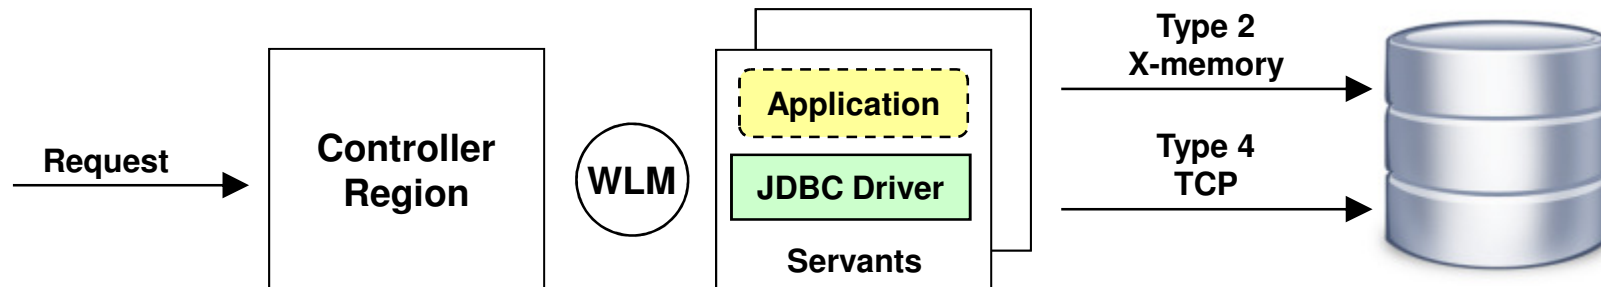 Request
Controller
Region
WLM
Application
JDBC Driver
Servants
Type 2
X-memory
Type 4
TCP